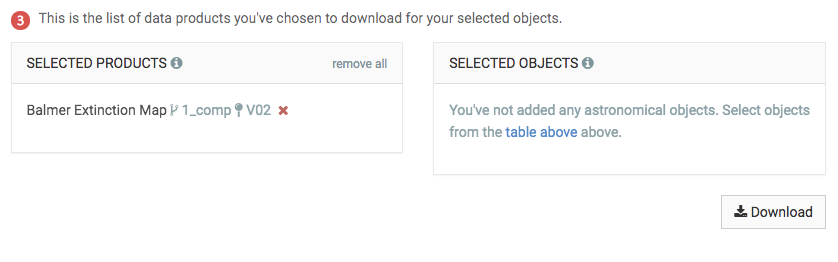 3 This is the list of data products you've chosen to download for your selected objects.
SELECTED PRODUCTS
remove all
Balmer Extinction Map 1_comp V02
SELECTED OBJECTS
You've not added any astronomical objects. Select objects
from the table above above.
Download